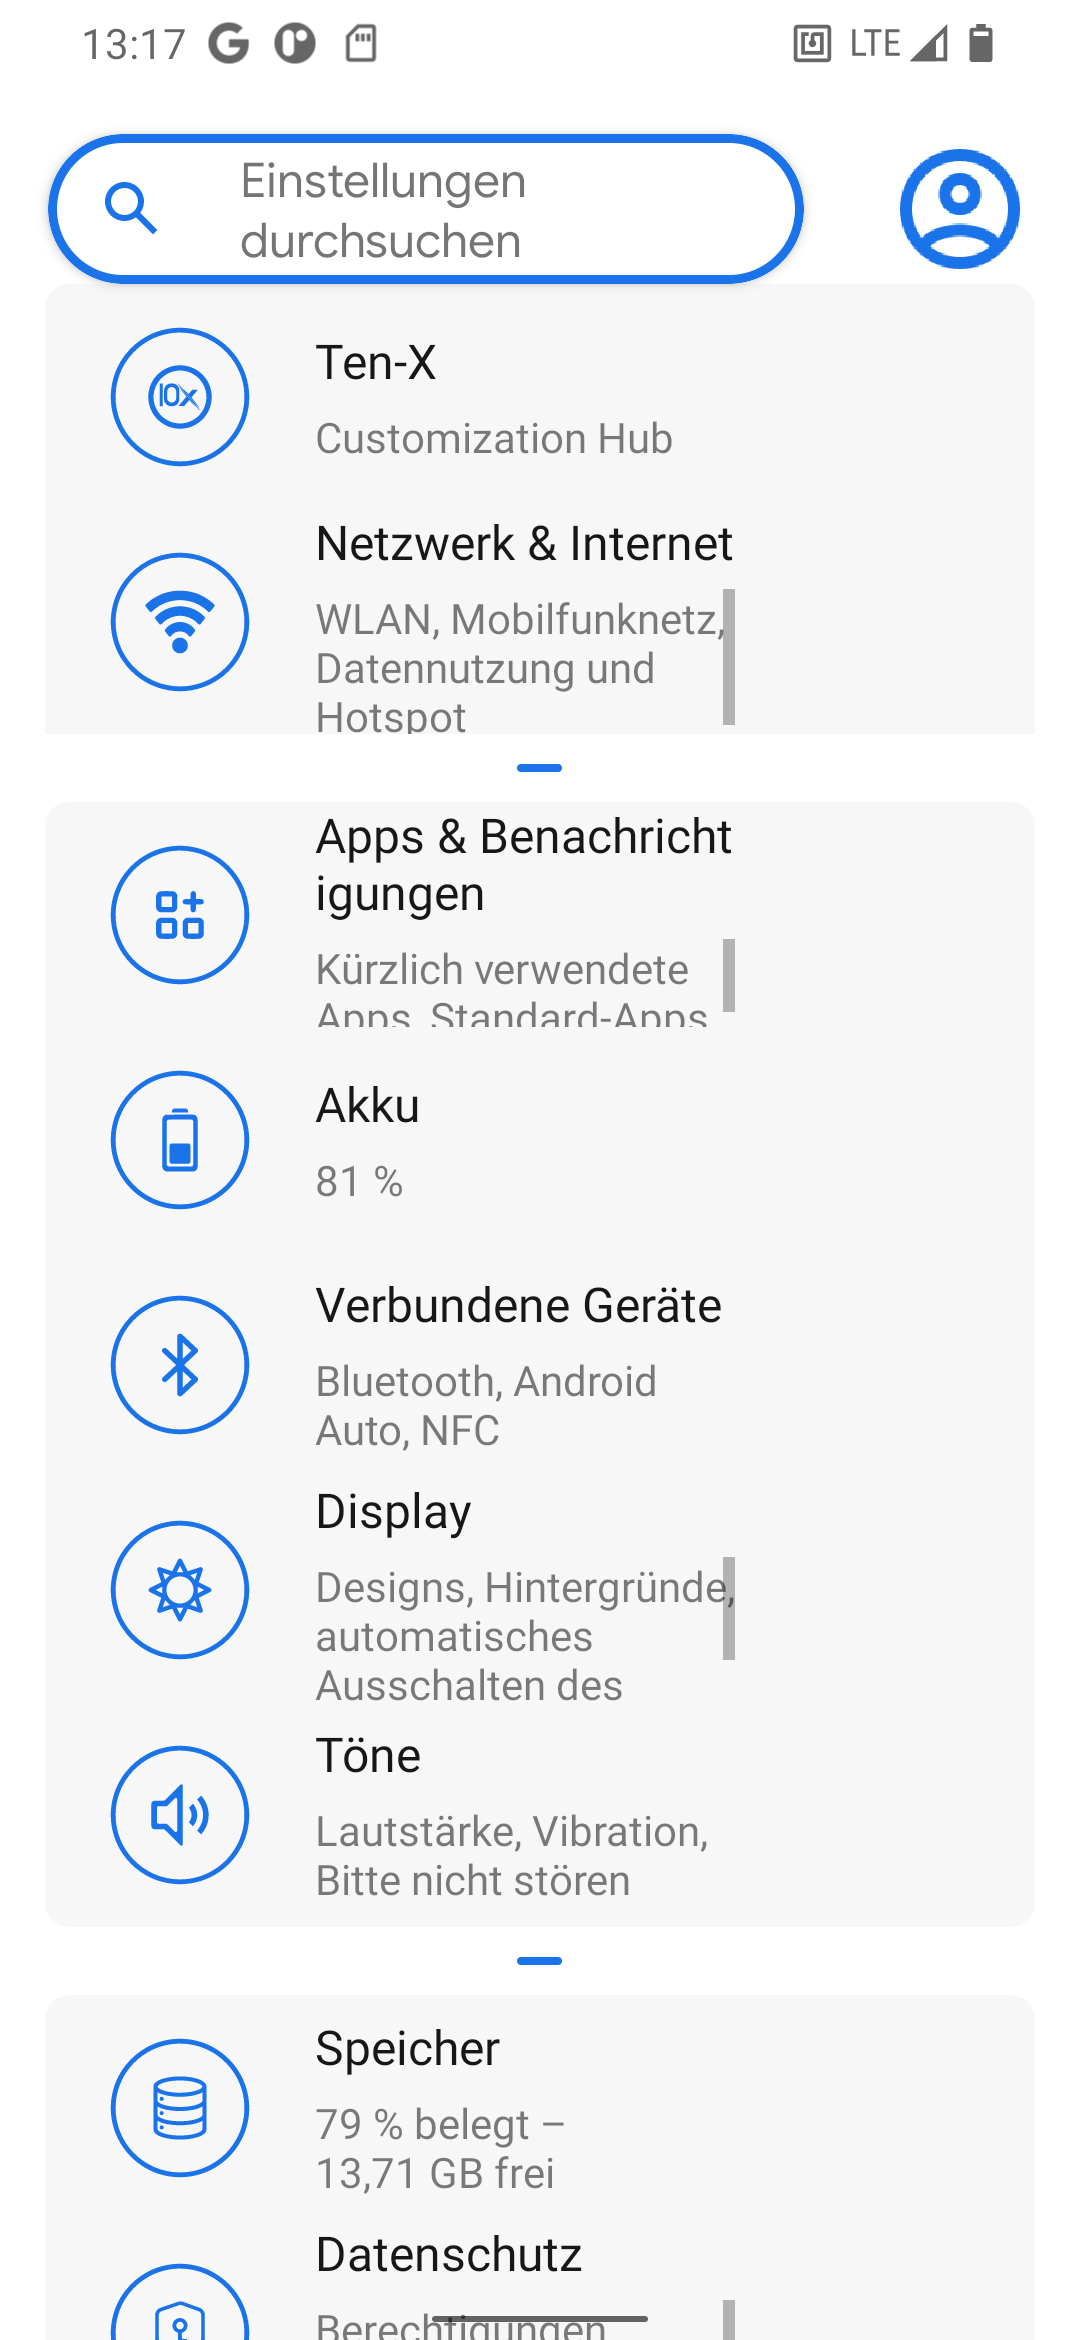 13:17 LTE
Einstellungen
durchsuchen
10x
Ten-X
Customization Hub
Netzwerk & Internet
WLAN, Mobilfunknetz,
Datennutzung und
Hotspot
Apps & Benachricht
igungen
Kürzlich verwendete
Apps, Standard-Apps
Akku
81 %
Verbundene Geräte
Bluetooth, Android
Auto, NFC
Display
Designs, Hintergründe,
automatisches
Ausschalten des
Töne
Lautstärke, Vibration,
Bitte nicht stören
Speicher
79 % belegt –
13,71 GB frei
Datenschutz
Berechtigungen